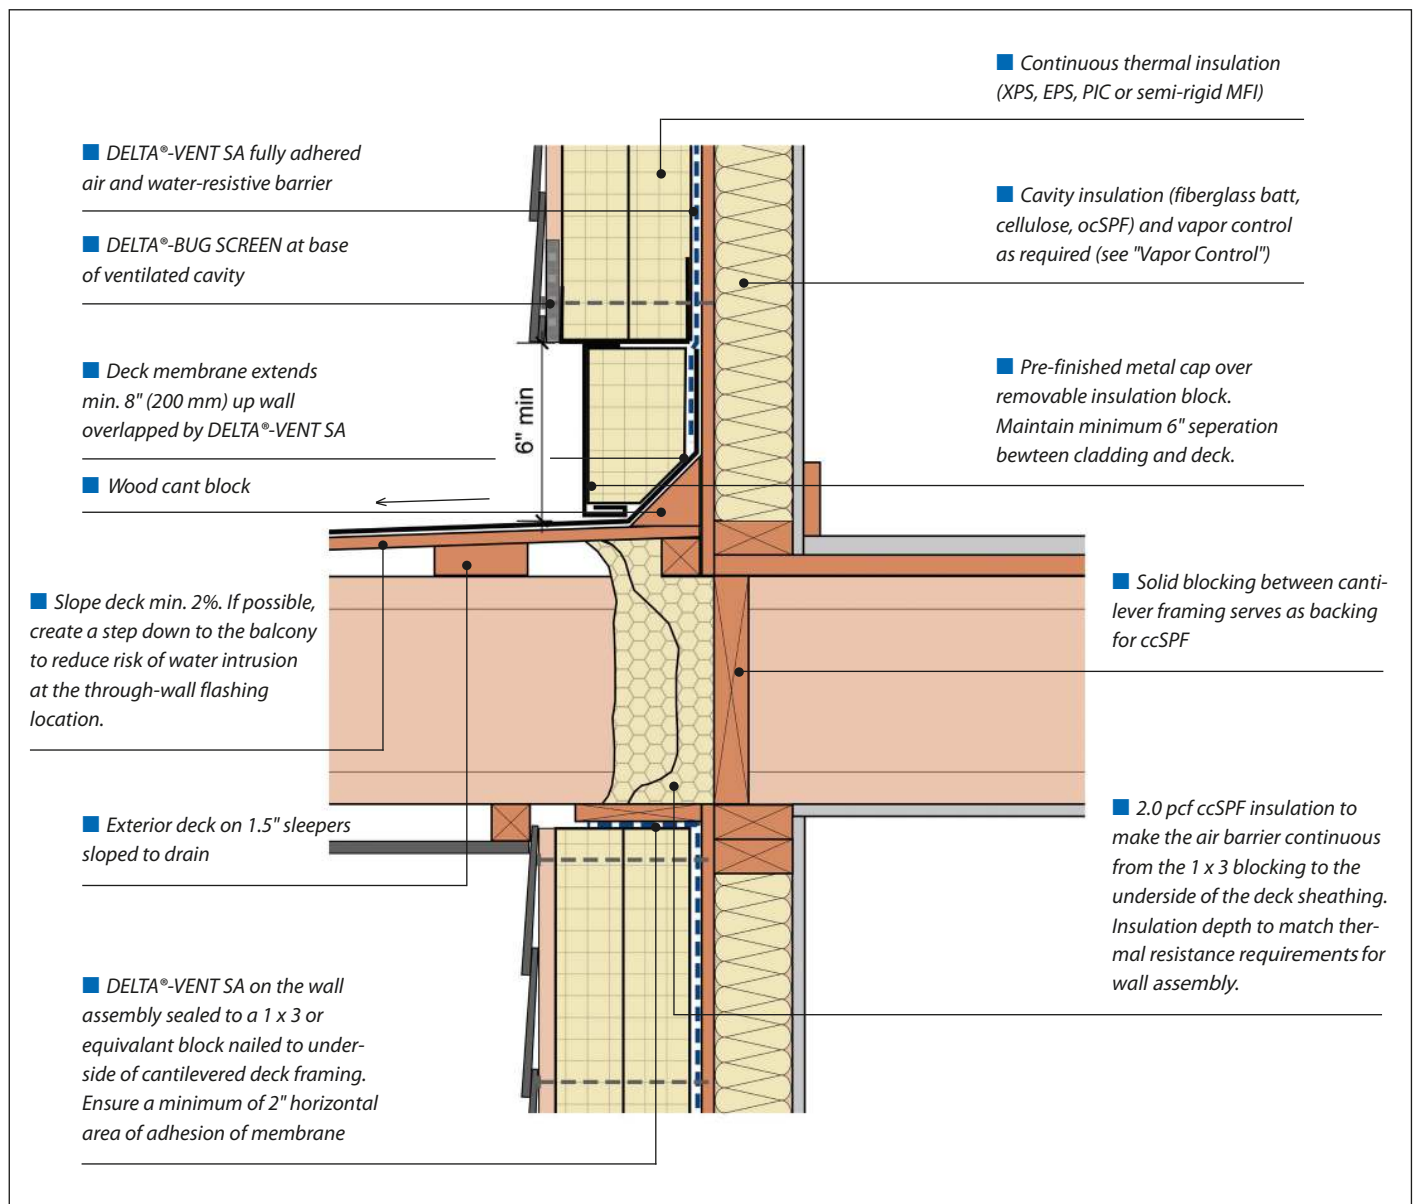 ■ DELTA®-VENT SA fully adhered
air and water-resistive barrier
■ DELTA®-BUG SCREEN at base
of ventilated cavity
■ Deck membrane extends
min. 8" (200 mm) up wall
overlapped by DELTA®-VENT SA
■ Wood cant block
■ Slope deck min. 2%. If possible,
create a step down to the balcony
to reduce risk of water intrusion
at the through-wall flashing
location.
■ Exterior deck on 1.5" sleepers
sloped to drain
■ DELTA®-VENT SA on the wall
assembly sealed to a 1 x 3 or
equivalant block nailed to under-
side of cantilevered deck framing.
Ensure a minimum of 2" horizontal
area of adhesion of membrane
6" min
■ Continuous thermal insulation
(XPS, EPS, PIC or semi-rigid MFI)
■ Cavity insulation (fiberglass batt,
cellulose, ocSPF) and vapor control
as required (see "Vapor Control")
■ Pre-finished metal cap over
removable insulation block.
Maintain minimum 6" seperation
bewteen cladding and deck.
■ Solid blocking between canti-
lever framing serves as backing
for ccSPF
■ 2.0 pcf ccSPF insulation to
make the air barrier continuous
from the 1 x 3 blocking to the
underside of the deck sheathing.
Insulation depth to match ther-
mal resistance requirements for
wall assembly.